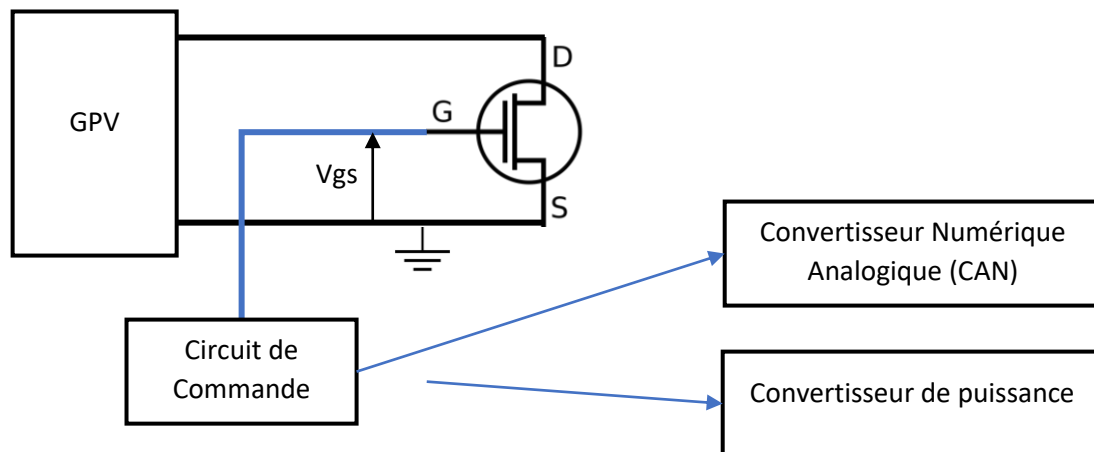 D
GPV
G
Vgs
S
Convertisseur Numérique
Analogique (CAN)
Circuit de
Commande
Convertisseur de puissance